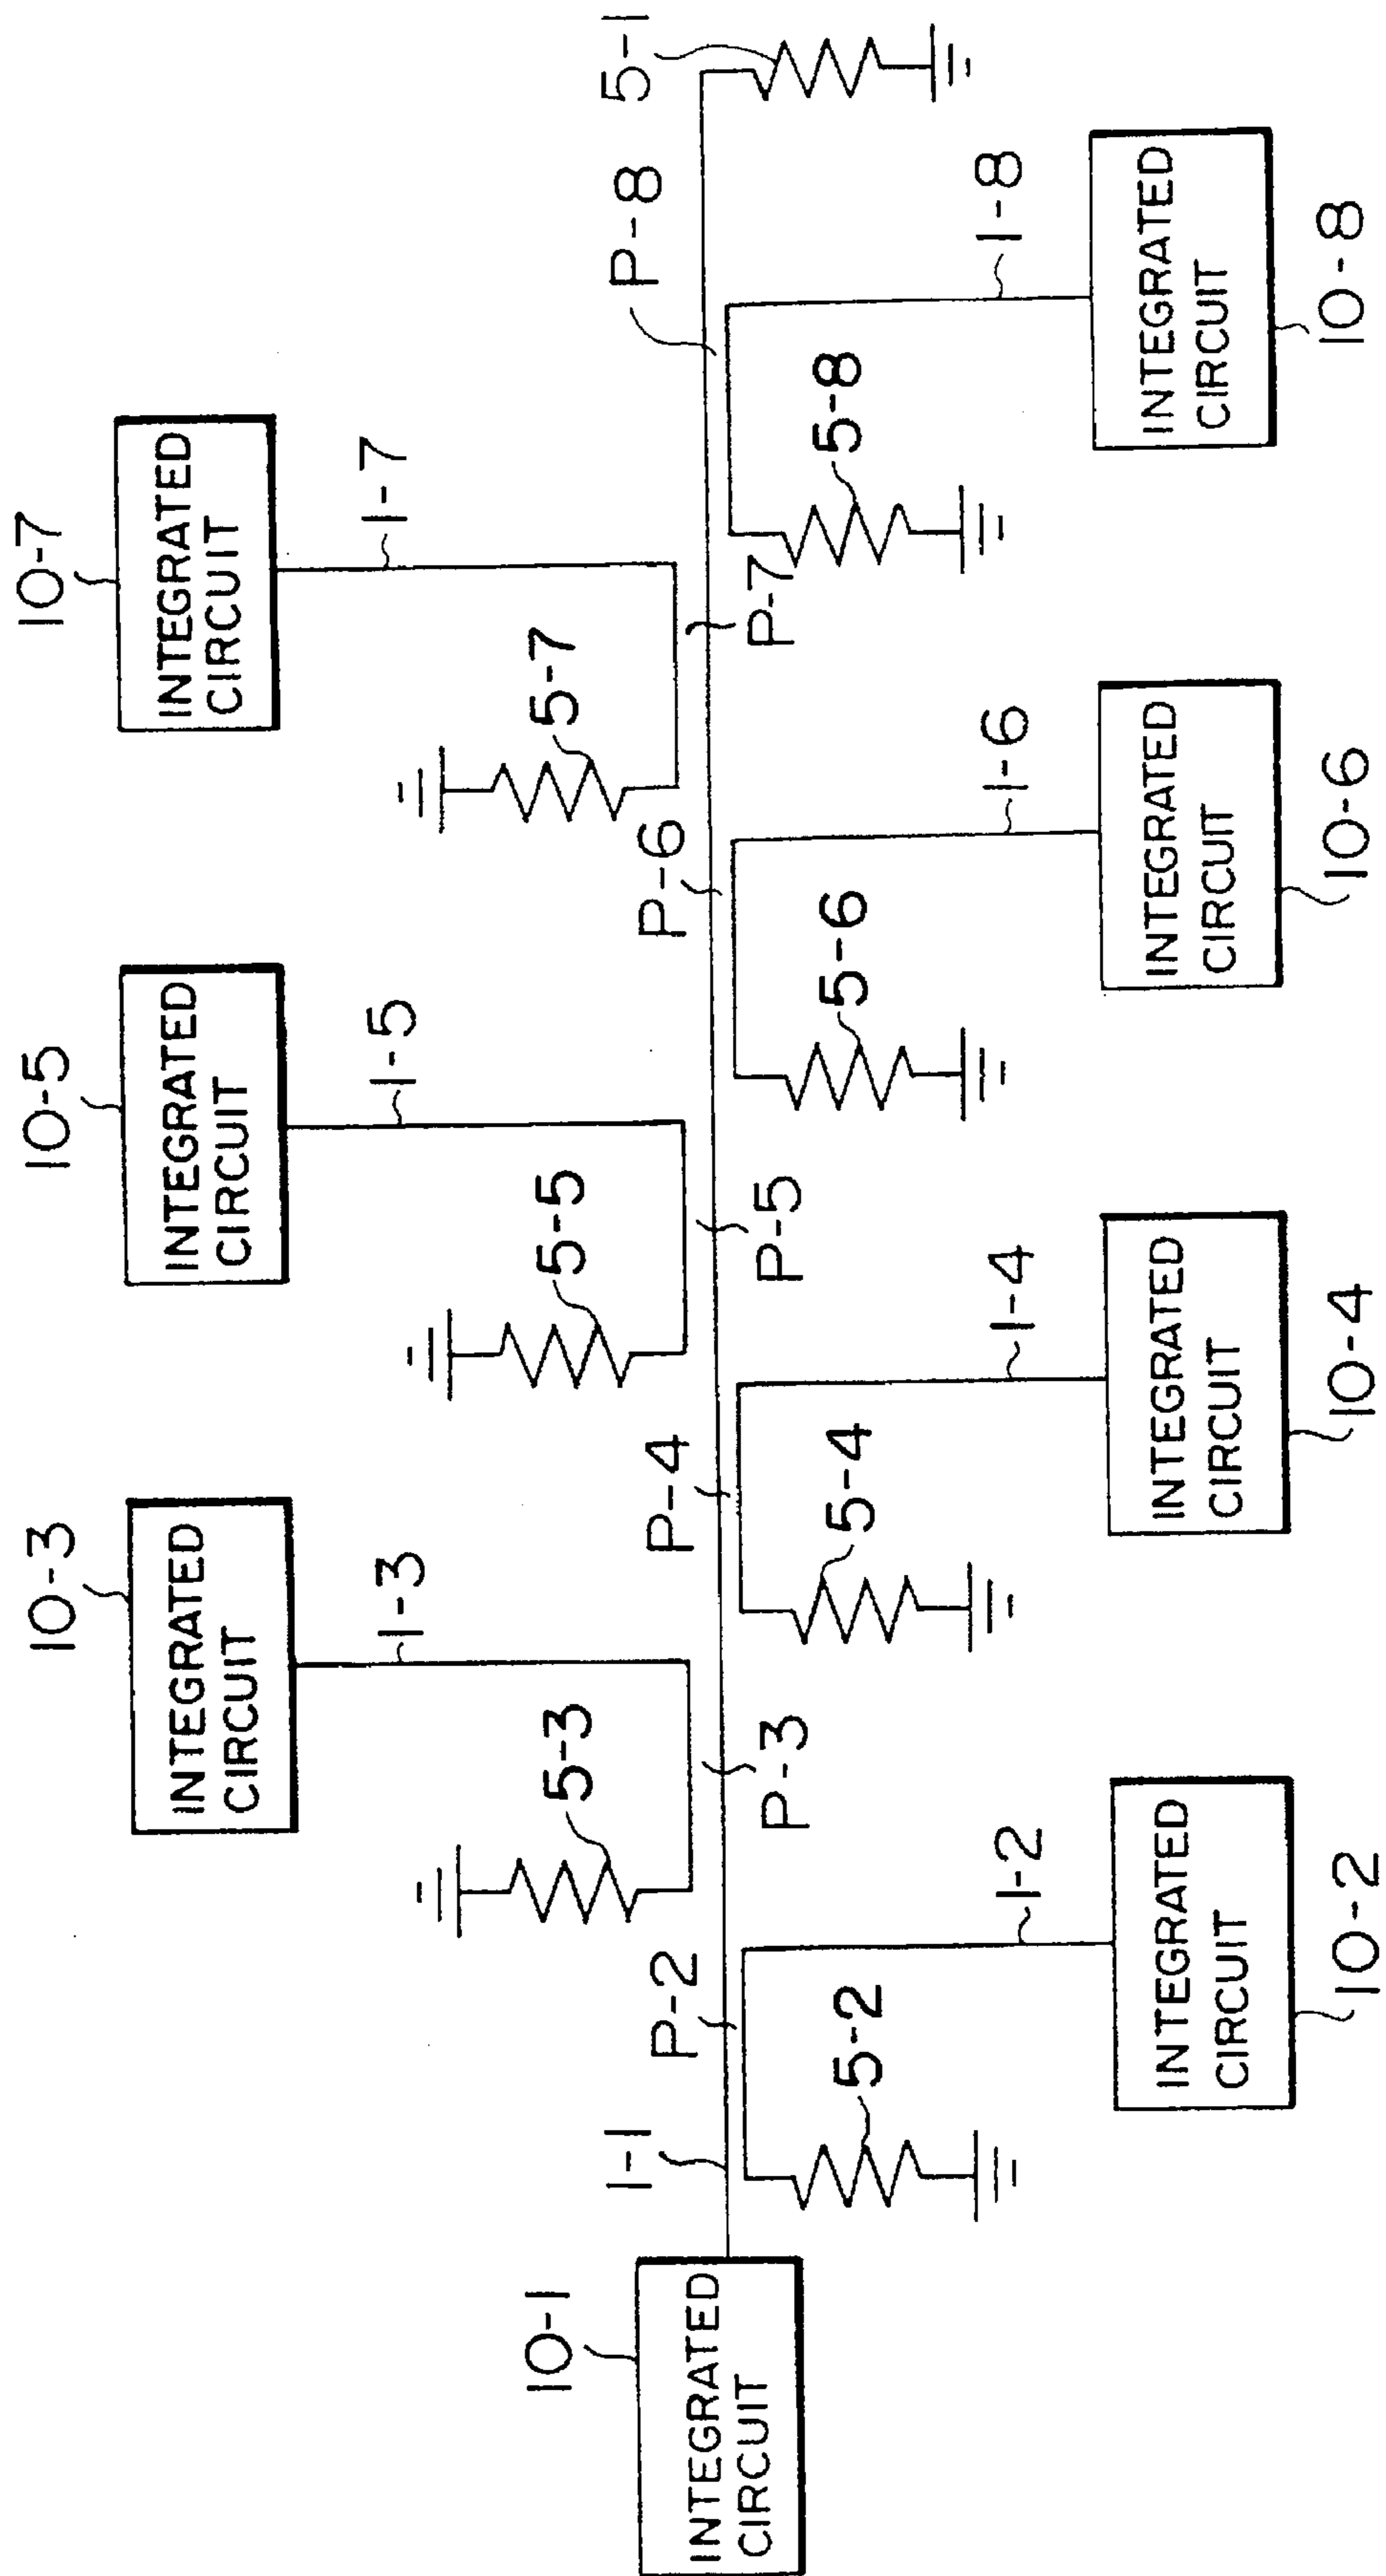 10-3
10-5
10-7
INTEGRATED
CIRCUIT
INTEGRATED
CIRCUIT
INTEGRATED
CIRCUIT
1-3
1-5
1-7
5-3
5-5
5-7
10-1
1-1
P-2
P-4
P-6
P-8
5-1
INTEGRATED
CIRCUIT
P-3
P-5
P-7
5-2
5-4
5-6
5-8
1-2
1-4
1-6
1-8
INTEGRATED
CIRCUIT
INTEGRATED
CIRCUIT
INTEGRATED
CIRCUIT
INTEGRATED
CIRCUIT
10-2
10-4
10-6
10-8